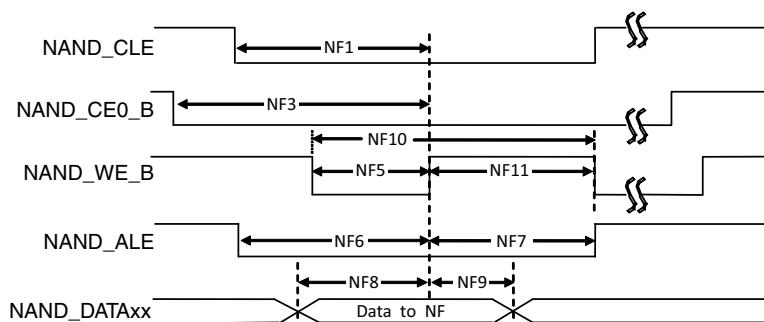 NAND_CLE
NF1
NAND_CE0_B
NF3
NF10
NAND_WE_B
NF5
NF11
NAND_ALE
NF6
NF7
NF8
NF9
NAND_DATAxx
Data to NF